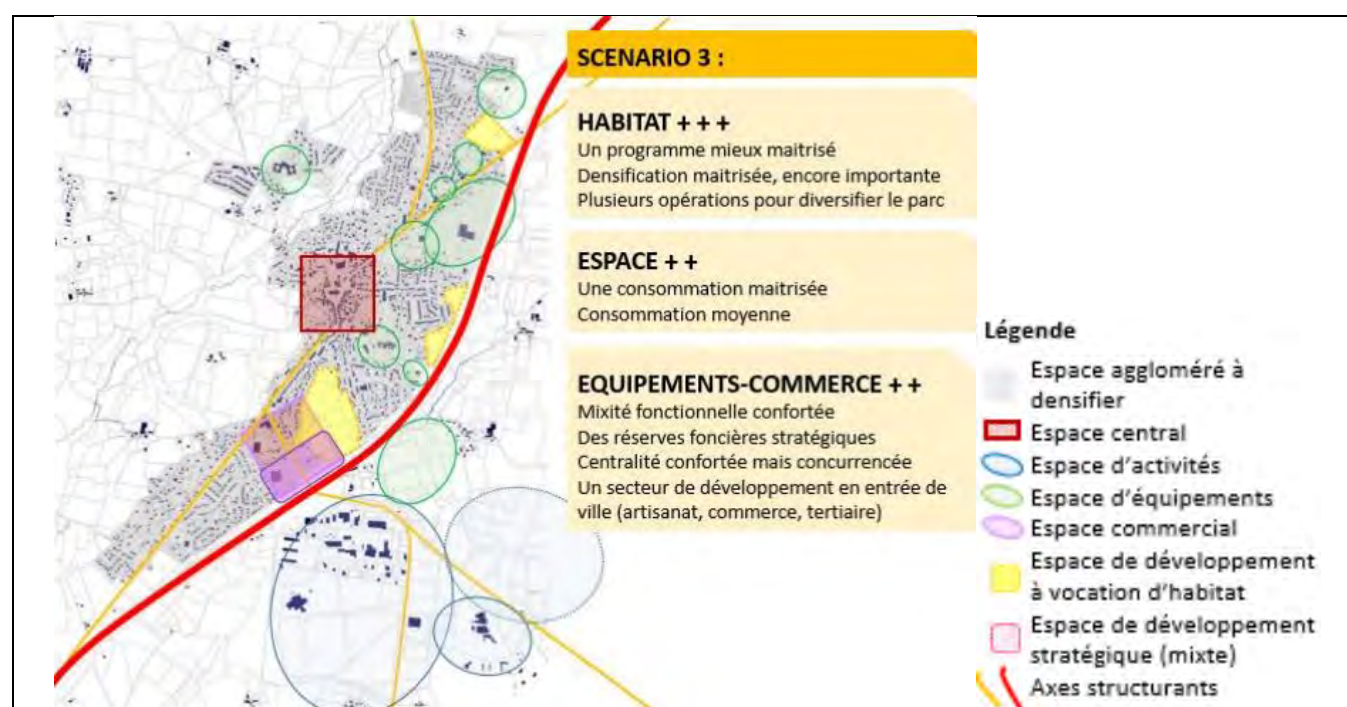 SCENARIO 3 :
HABITAT + + +
Un programme mieux maitrisé
Densification maitrisée, encore importante
Plusieurs opérations pour diversifier le parc
ESPACE + +
Une consommation maitrisée
Consommation moyenne
EQUIPEMENTS-COMMERCE + +
Mixité fonctionnelle confortée
Des réserves foncières stratégiques
Centralité confortée mais concurrencée
Un secteur de développement en entrée de
ville (artisanat, commerce, tertiaire)
Légende
Espace aggloméré à
densifier
Espace central
Espace d'activités
Espace d'équipements
Espace commercial
Espace de développement
à vocation d'habitat
Espace de développement
stratégique (mixte)
Axes structurants